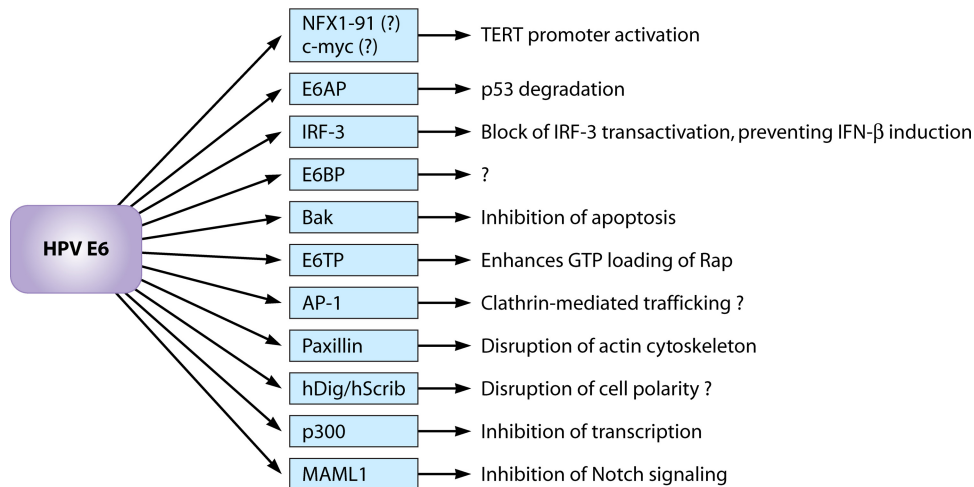 NFX1-91 (?)
c-myc (?)
TERT promoter activation
E6AP
p53 degradation
IRF-3
Block of IRF-3 transactivation, preventing IFN-β induction
E6BP
?
Bak
Inhibition of apoptosis
HPV E6
E6TP
Enhances GTP loading of Rap
AP-1
Clathrin-mediated trafficking ?
Paxillin
Disruption of actin cytoskeleton
hDig/hScrib
Disruption of cell polarity ?
p300
Inhibition of transcription
MAML1
Inhibition of Notch signaling